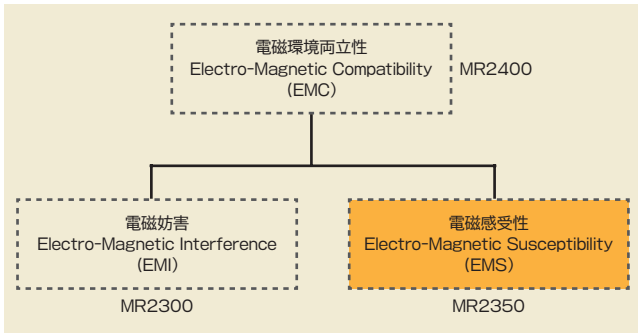 電磁環境両立性
Electro-Magnetic Compatibility
(EMC)
MR2400
電磁妨害
Electro-Magnetic Interference
(EMI)
MR2300
電磁感受性
Electro-Magnetic Susceptibility
(EMS)
MR2350